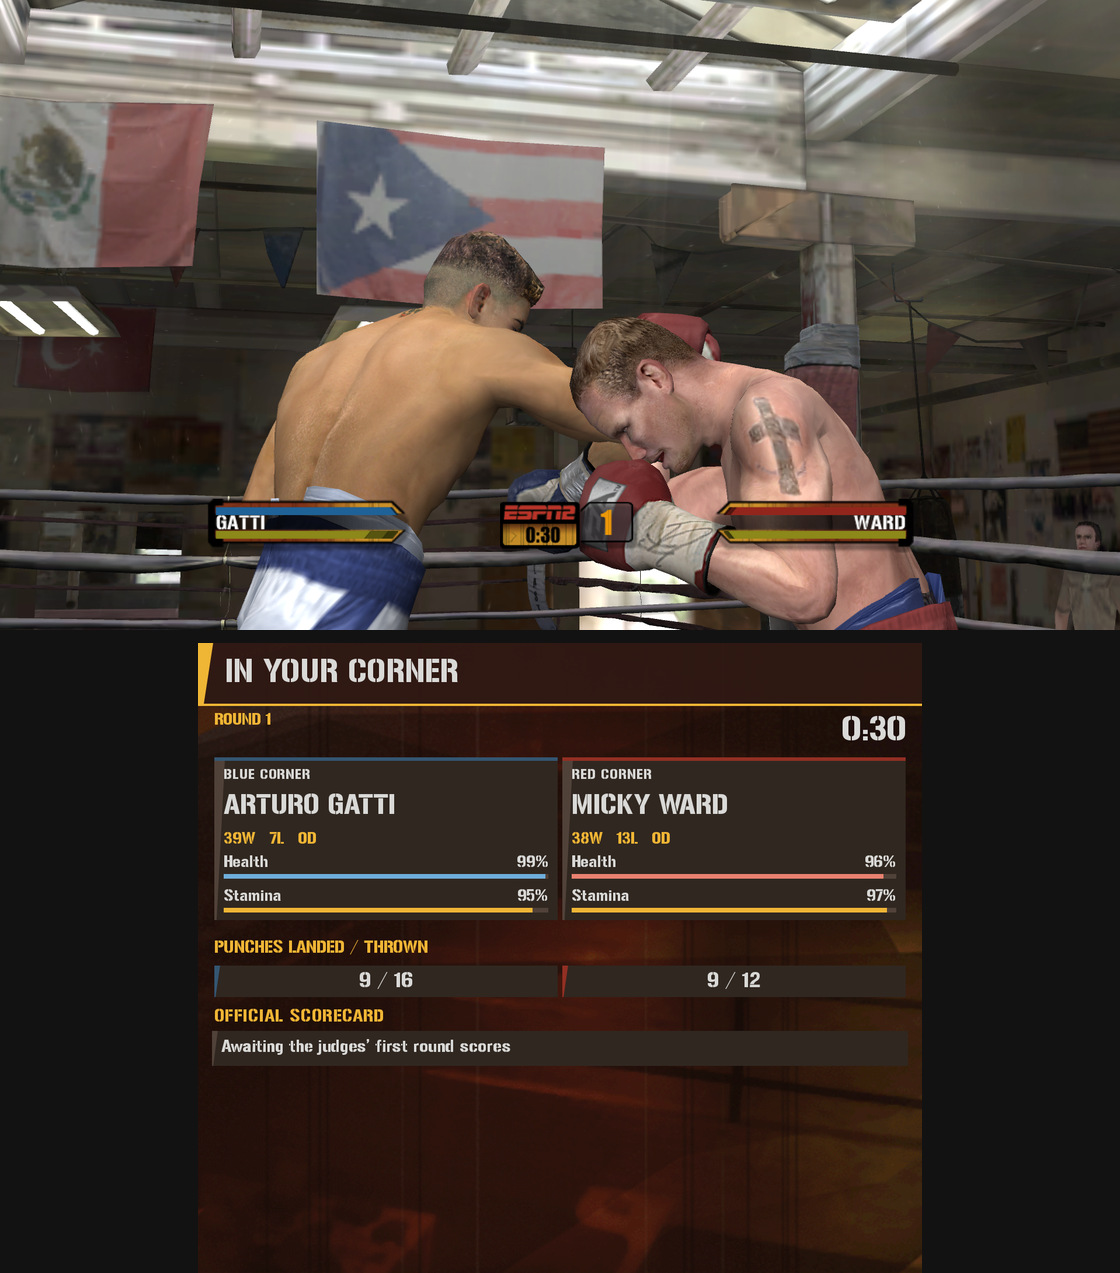 GATTI
ESPN2
0:30
1
WARD
IN YOUR CORNER
ROUND 1
0:30
BLUE CORNER
RED CORNER
ARTURO GATTI
MICKY WARD
39W 7L 0D
38W 13L 0D
Health 99%
Health 96%
Stamina 95%
Stamina 97%
PUNCHES LANDED / THROWN
9 / 16
9 / 12
OFFICIAL SCORECARD
Awaiting the judges' first round scores